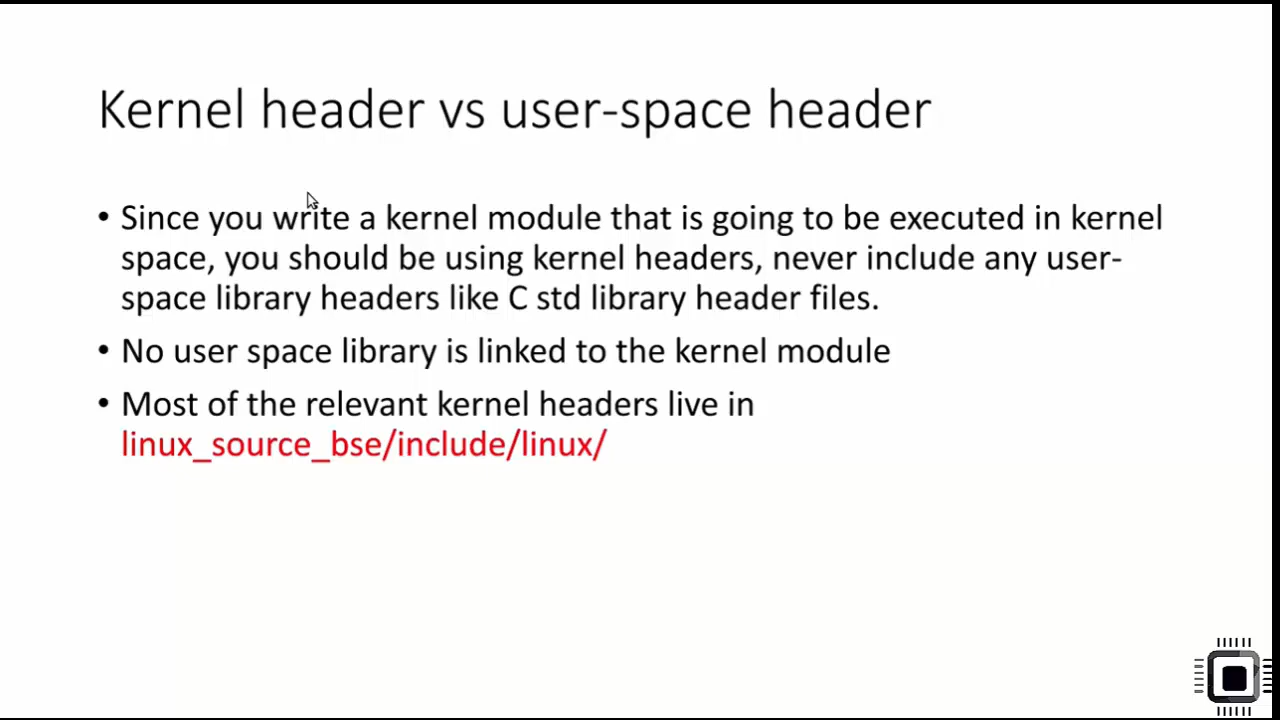 Kernel header vs user-space header
• Since you write a kernel module that is going to be executed in kernel
space, you should be using kernel headers, never include any user-
space library headers like C std library header files.
• No user space library is linked to the kernel module
• Most of the relevant kernel headers live in
linux_source_bse/include/linux/